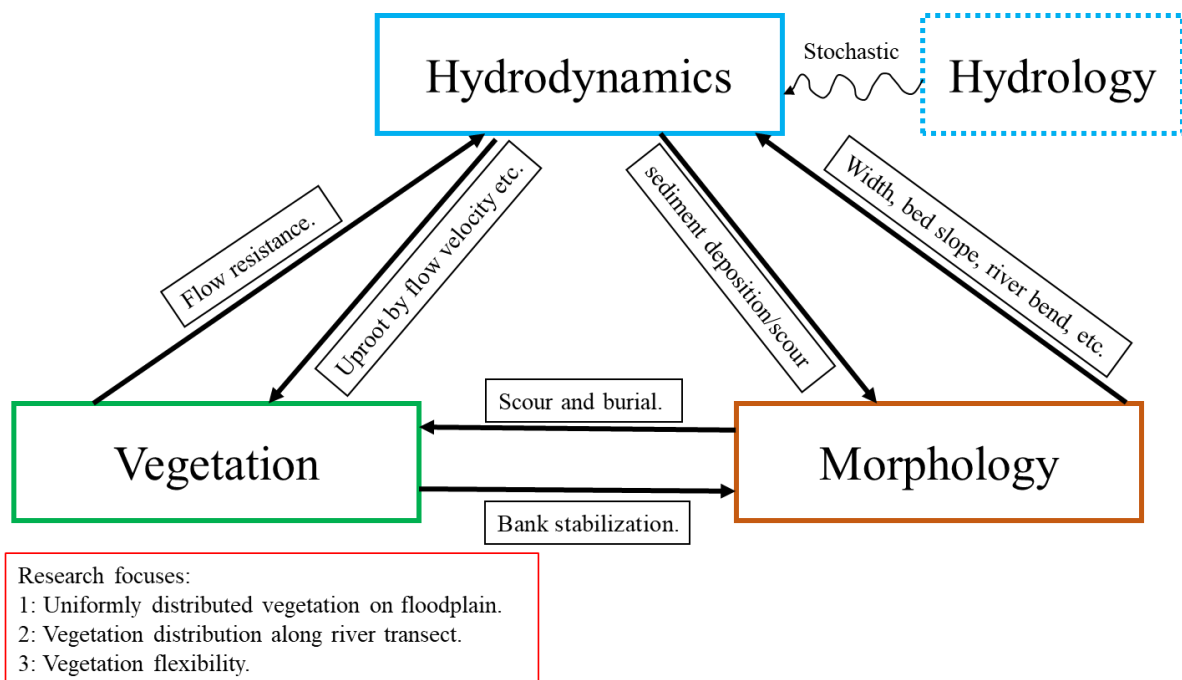 Hydrodynamics
Stochastic
Hydrology
Flow resistance.
Uproot by flow velocity etc.
sediment deposition/scour
Width, bed slope, river bend, etc.
Vegetation
Scour and burial.
Bank stabilization.
Morphology
Research focuses:
1: Uniformly distributed vegetation on floodplain.
2: Vegetation distribution along river transect.
3: Vegetation flexibility.